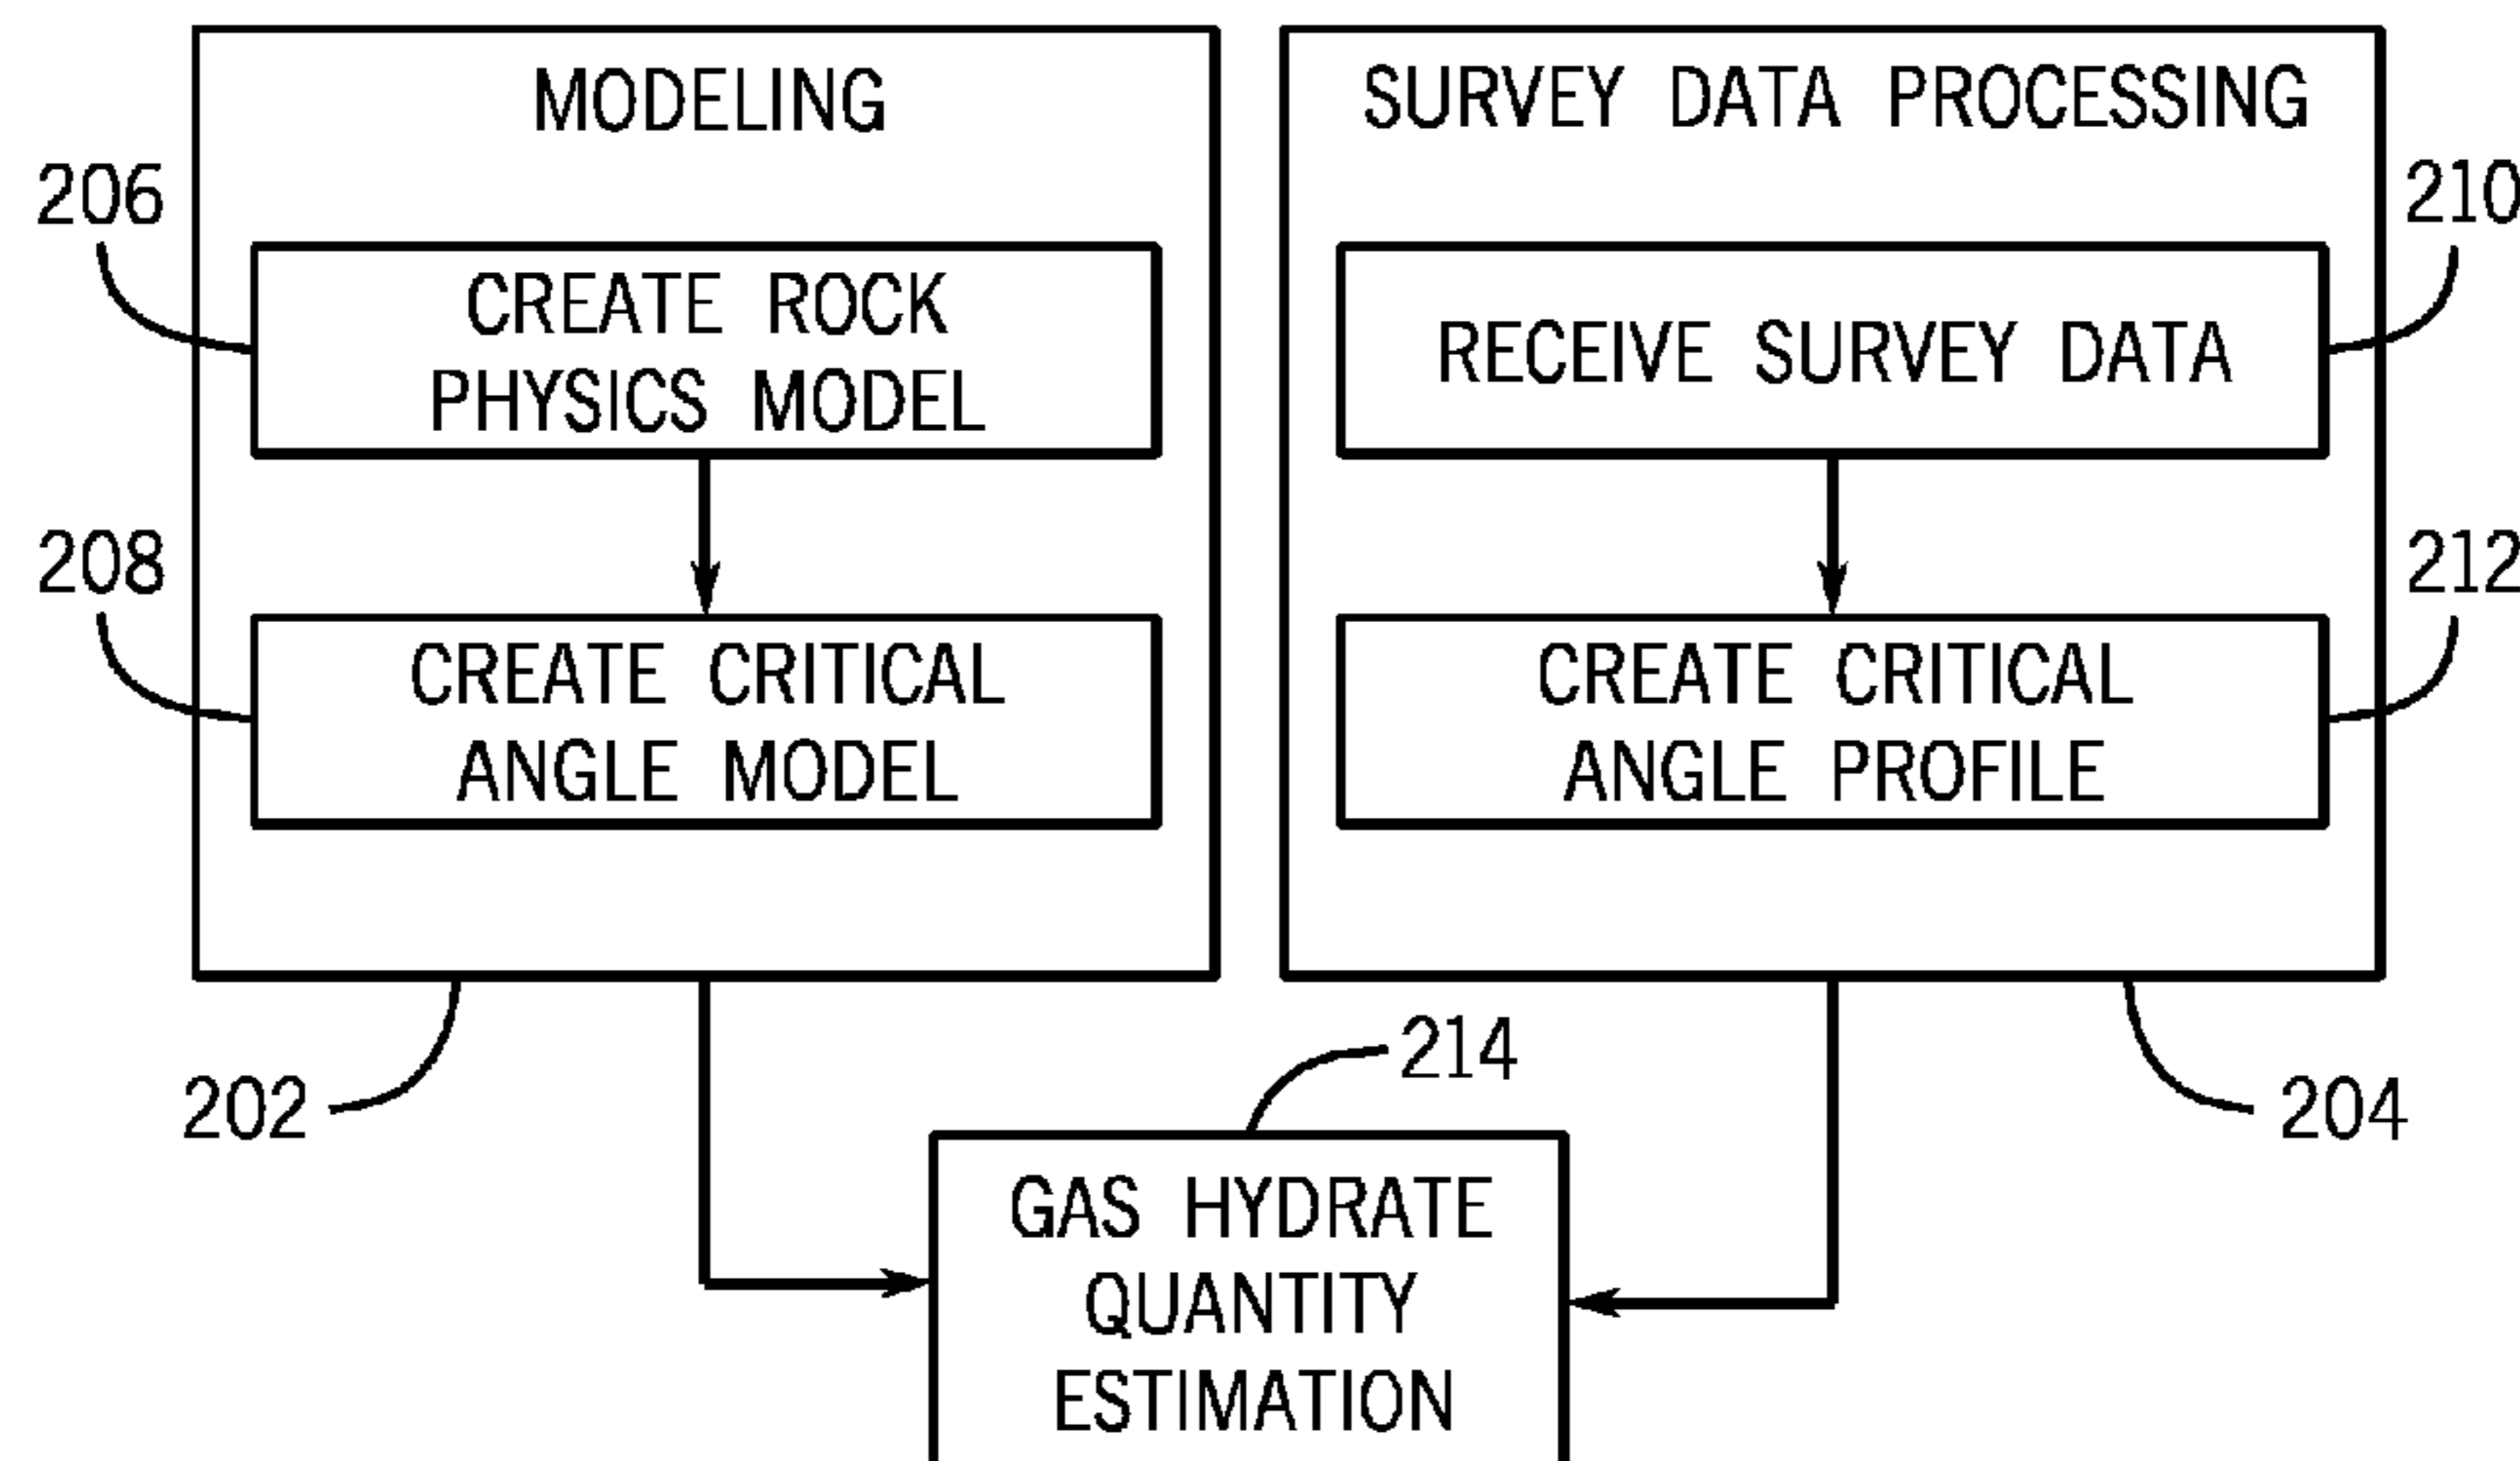 MODELING
206
CREATE ROCK
PHYSICS MODEL
208
CREATE CRITICAL
ANGLE MODEL
202
SURVEY DATA PROCESSING
210
RECEIVE SURVEY DATA
212
CREATE CRITICAL
ANGLE PROFILE
204
214
GAS HYDRATE
QUANTITY
ESTIMATION